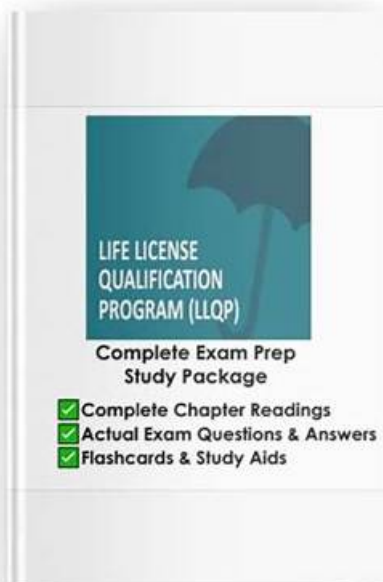 LIFE LICENSE
QUALIFICATION
PROGRAM (LLQP)
Complete Exam Prep
Study Package
Complete Chapter Readings
Actual Exam Questions & Answers
Flashcards & Study Aids